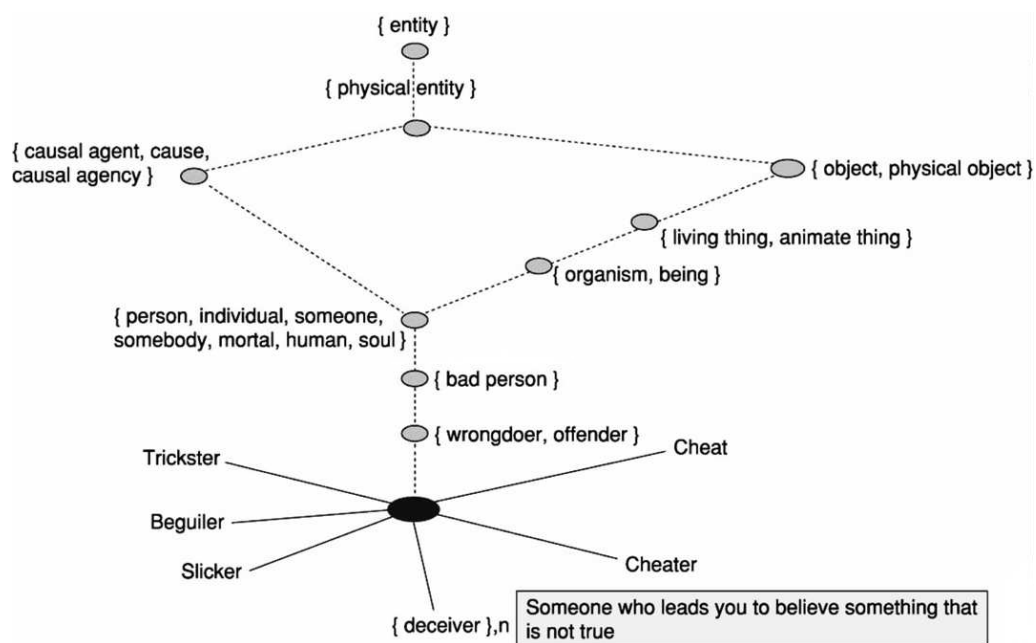 { entity }
{ physical entity }
{ causal agent, cause,
causal agency }
{ object, physical object }
{ living thing, animate thing }
{ organism, being }
{ person, individual, someone,
somebody, mortal, human, soul }
{ bad person }
{ wrongdoer, offender }
Trickster
Cheat
Beguiler
Slicker
Cheater
{ deceiver },n
Someone who leads you to believe something that
is not true